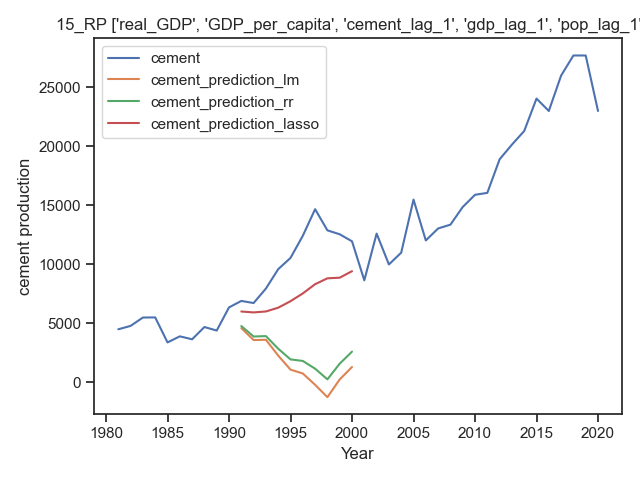 15_RP ['real_GDP', 'GDP_per_capita', 'cement_lag_1', 'gdp_lag_1', 'pop_lag_1'
cement
cement_prediction_lm
cement_prediction_rr
cement_prediction_lasso
cement production
25000
20000
15000
10000
5000
0
1980 1985 1990 1995 2000 2005 2010 2015 2020
Year